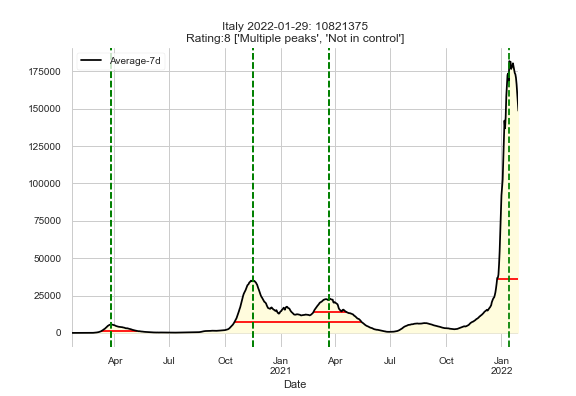 Italy 2022-01-29: 10821375
Rating:8 ['Multiple peaks', 'Not in control']
Average-7d
175000
150000
125000
100000
75000
50000
25000
0
Apr Jul Oct Jan Apr Jul Oct Jan
2021 2022
Date